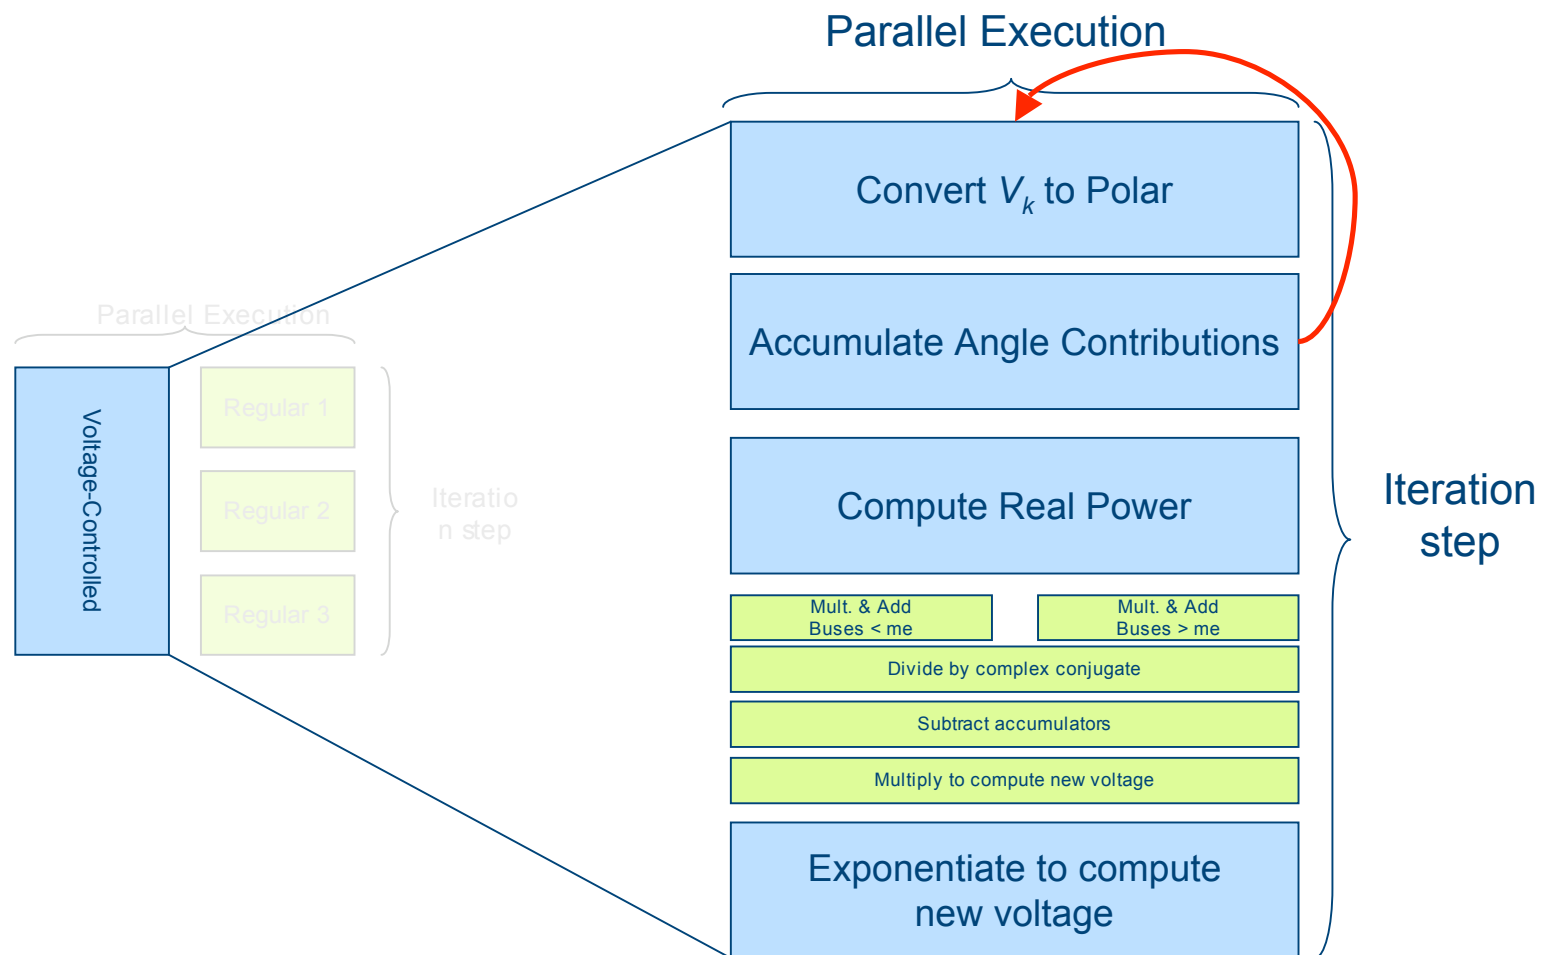 Parallel Execution
Convert Vk to Polar
Accumulate Angle Contributions
Compute Real Power
Mult. & Add
Buses < me
Mult. & Add
Buses > me
Divide by complex conjugate
Subtract accumulators
Multiply to compute new voltage
Exponentiate to compute
new voltage
Iteration
step
Parallel Execution
Voltage-Controlled
Regular 1
Regular 2
Regular 3
Iteratio
n step